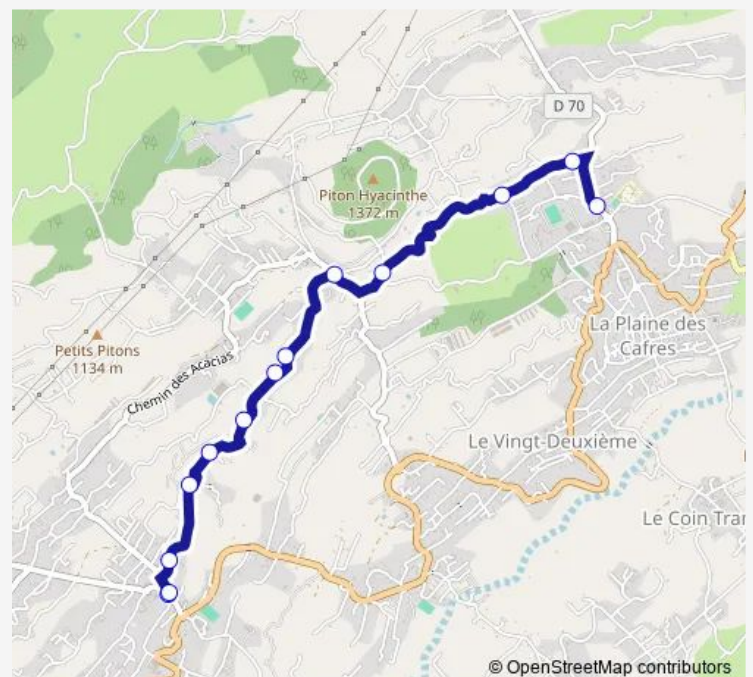 D 70
Piton Hyacinthe
1372 m
La Plaine des
Cafres
Petits Pitons
1134 m
Chemin des Acacias
Le Vingt-Deuxième
Le Coin Tran
© OpenStreetMap contributors